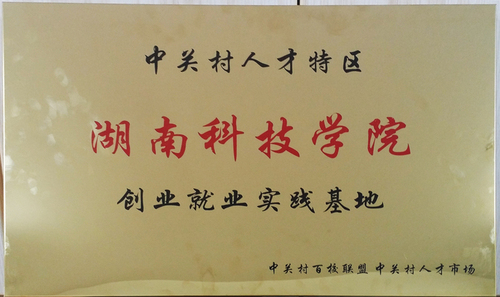 中关村人才特区
湖南科技学院
创业就业实践基地
中关村百校联盟 中关村人才市场